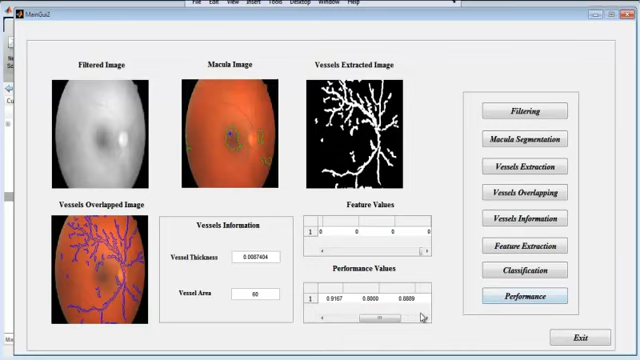 File Edit View Insert Tools Desktop Window Help
MainGui2
Filtered Image
Macula Image
Vessels Extracted Image
Filtering
Macula Segmentation
Vessels Extraction
Vessels Overlapping
Vessels Information
Feature Extraction
Classification
Performance
Exit
Vessels Overlapped Image
Vessels Information
Vessel Thickness 0.0087404
Vessel Area 60
Feature Values
1 0 0 0 0
Performance Values
1 0.9167 0.8000 0.8889